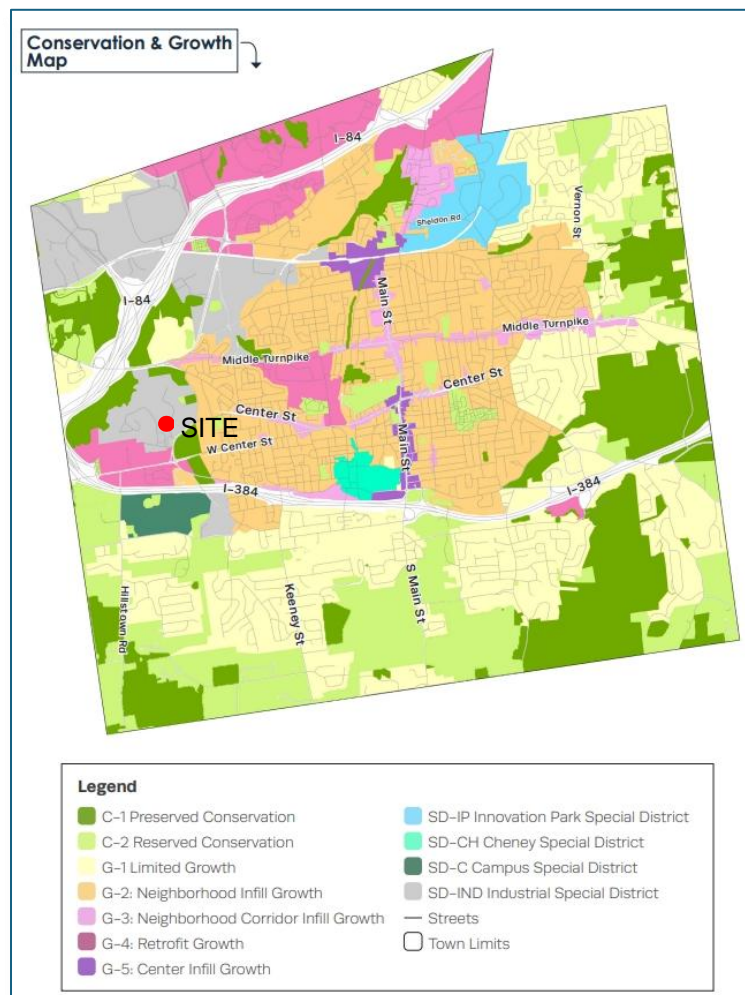 Conservation & Growth
Map
I-84
Sheldon Rd
Vernon St
I-84
Main St
Middle Turnpike
Middle Turnpike
Center St
Center St
SITE
W Center St
Main St
I-384
I-384
Hillstown Rd
Keeney St
S Main St
Legend
C-1 Preserved Conservation
C-2 Reserved Conservation
G-1 Limited Growth
G-2: Neighborhood Infill Growth
G-3: Neighborhood Corridor Infill Growth
G-4: Retrofit Growth
G-5: Center Infill Growth
SD-IP Innovation Park Special District
SD-CH Cheney Special District
SD-C Campus Special District
SD-IND Industrial Special District
Streets
Town Limits